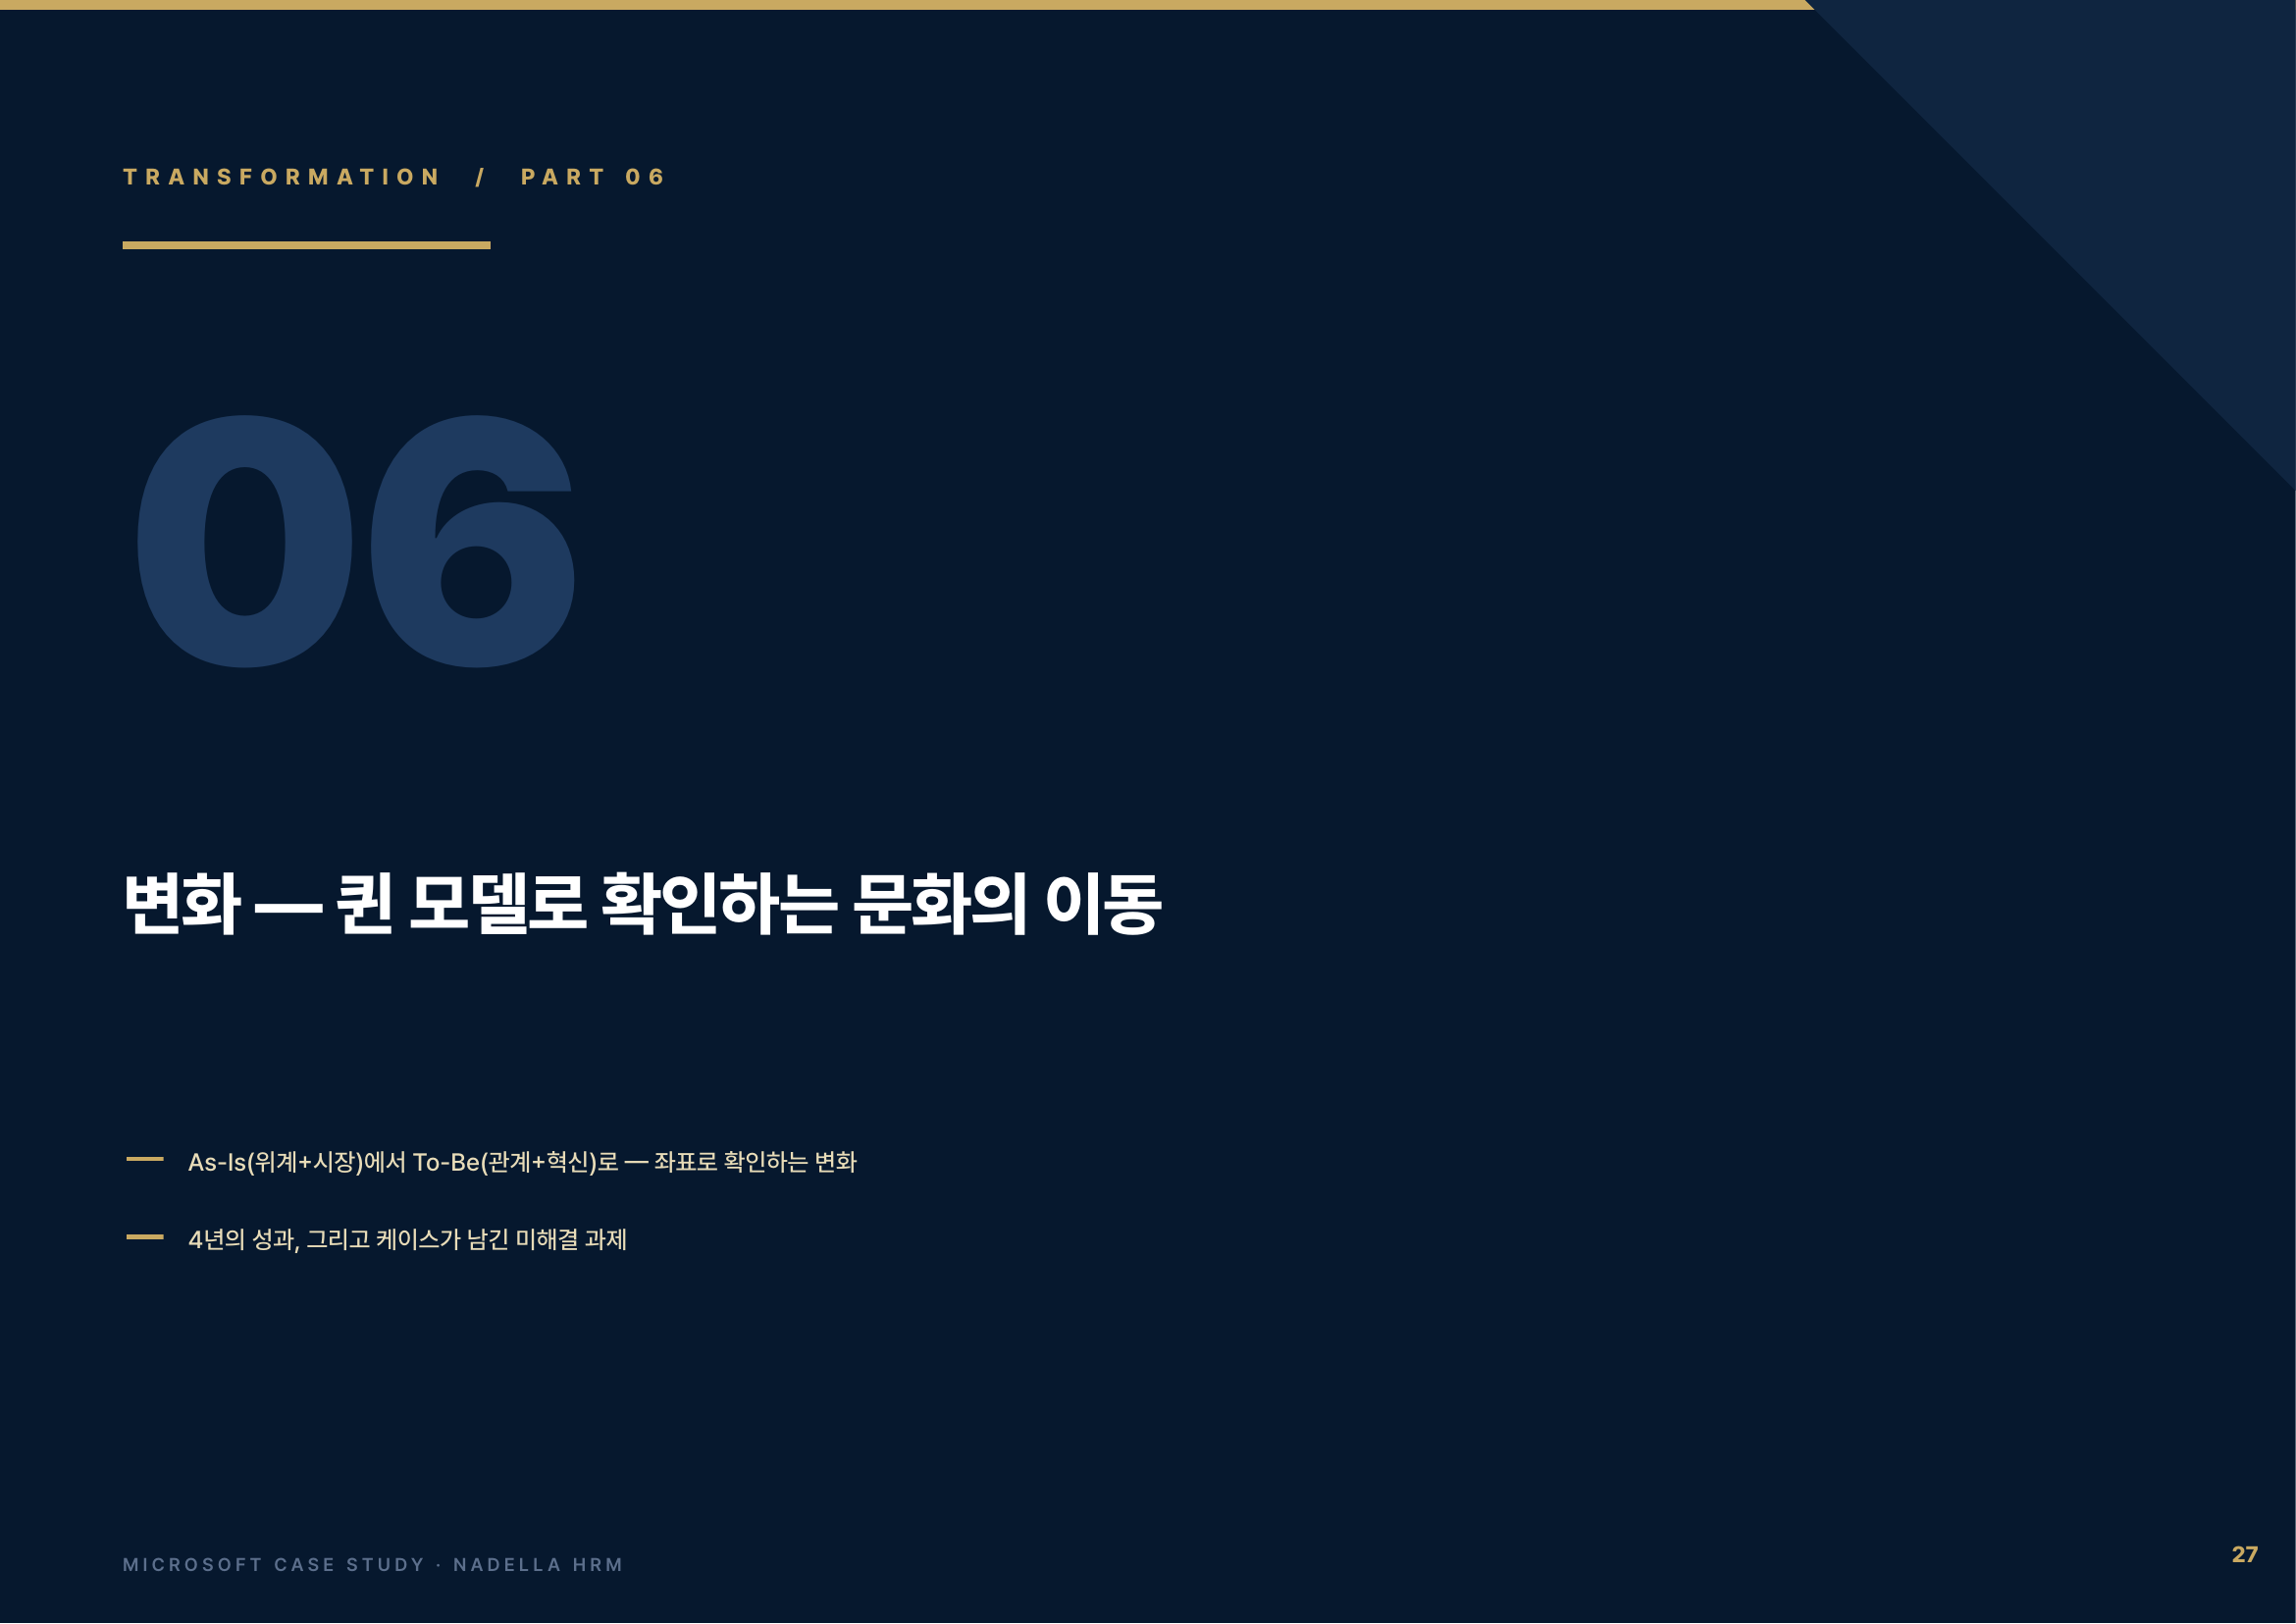 TRANSFORMATION / PART 06
06
변화 — 퀸 모델로 확인하는 문화의 이동
As-Is(위계+시장)에서 To-Be(관계+혁신)로 — 좌표로 확인하는 변화
4년의 성과, 그리고 케이스가 남긴 미해결 과제
MICROSOFT CASE STUDY · NADELLA HRM
27